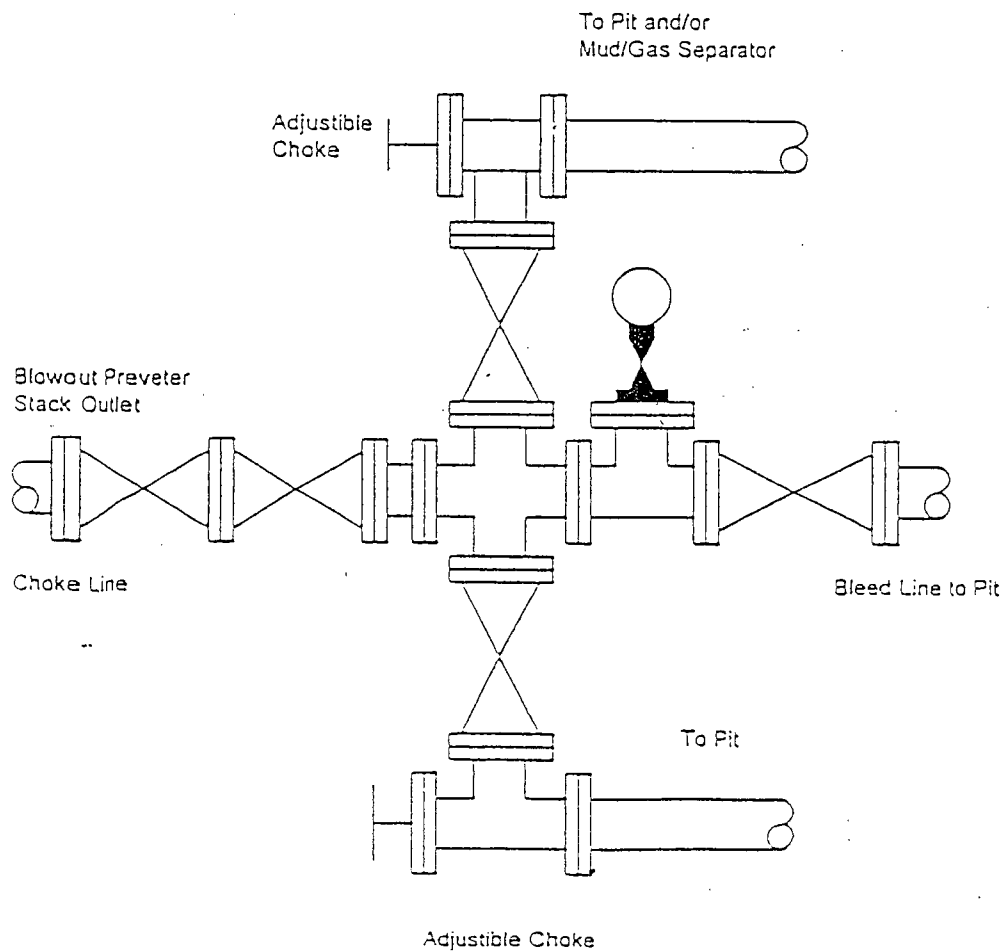 To Pit and/or
Mud/Gas Separator
Adjustible
Choke
Blowout Preveter
Stack Outlet
Choke Line
Bleed Line to Pit
To Pit
Adjustible Choke